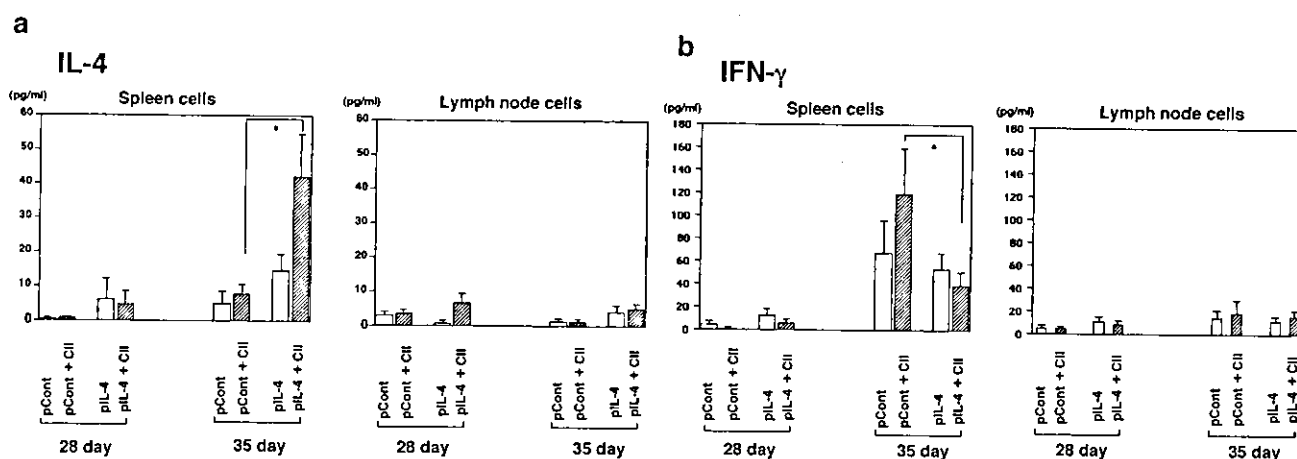 a
IL-4
(pg/ml)
Spleen cells
60
50
40
30
20
10
0
*
pCont
pCont + CII
pIL-4
pIL-4 + CII
28 day
pCont
pCont + CII
pIL-4
pIL-4 + CII
35 day
(pg/ml)
Lymph node cells
60
50
40
30
20
10
0
pCont
pCont + CII
pIL-4
pIL-4 + CII
28 day
pCont
pCont + CII
pIL-4
pIL-4 + CII
35 day
b
IFN-γ
(pg/ml)
Spleen cells
180
160
140
120
100
80
60
40
20
0
*
pCont
pCont + CII
pIL-4
pIL-4 + CII
28 day
pCont
pCont + CII
pIL-4
pIL-4 + CII
35 day
(pg/ml)
Lymph node cells
180
160
140
120
100
80
60
40
20
0
pCont
pCont + CII
pIL-4
pIL-4 + CII
28 day
pCont
pCont + CII
pIL-4
pIL-4 + CII
35 day